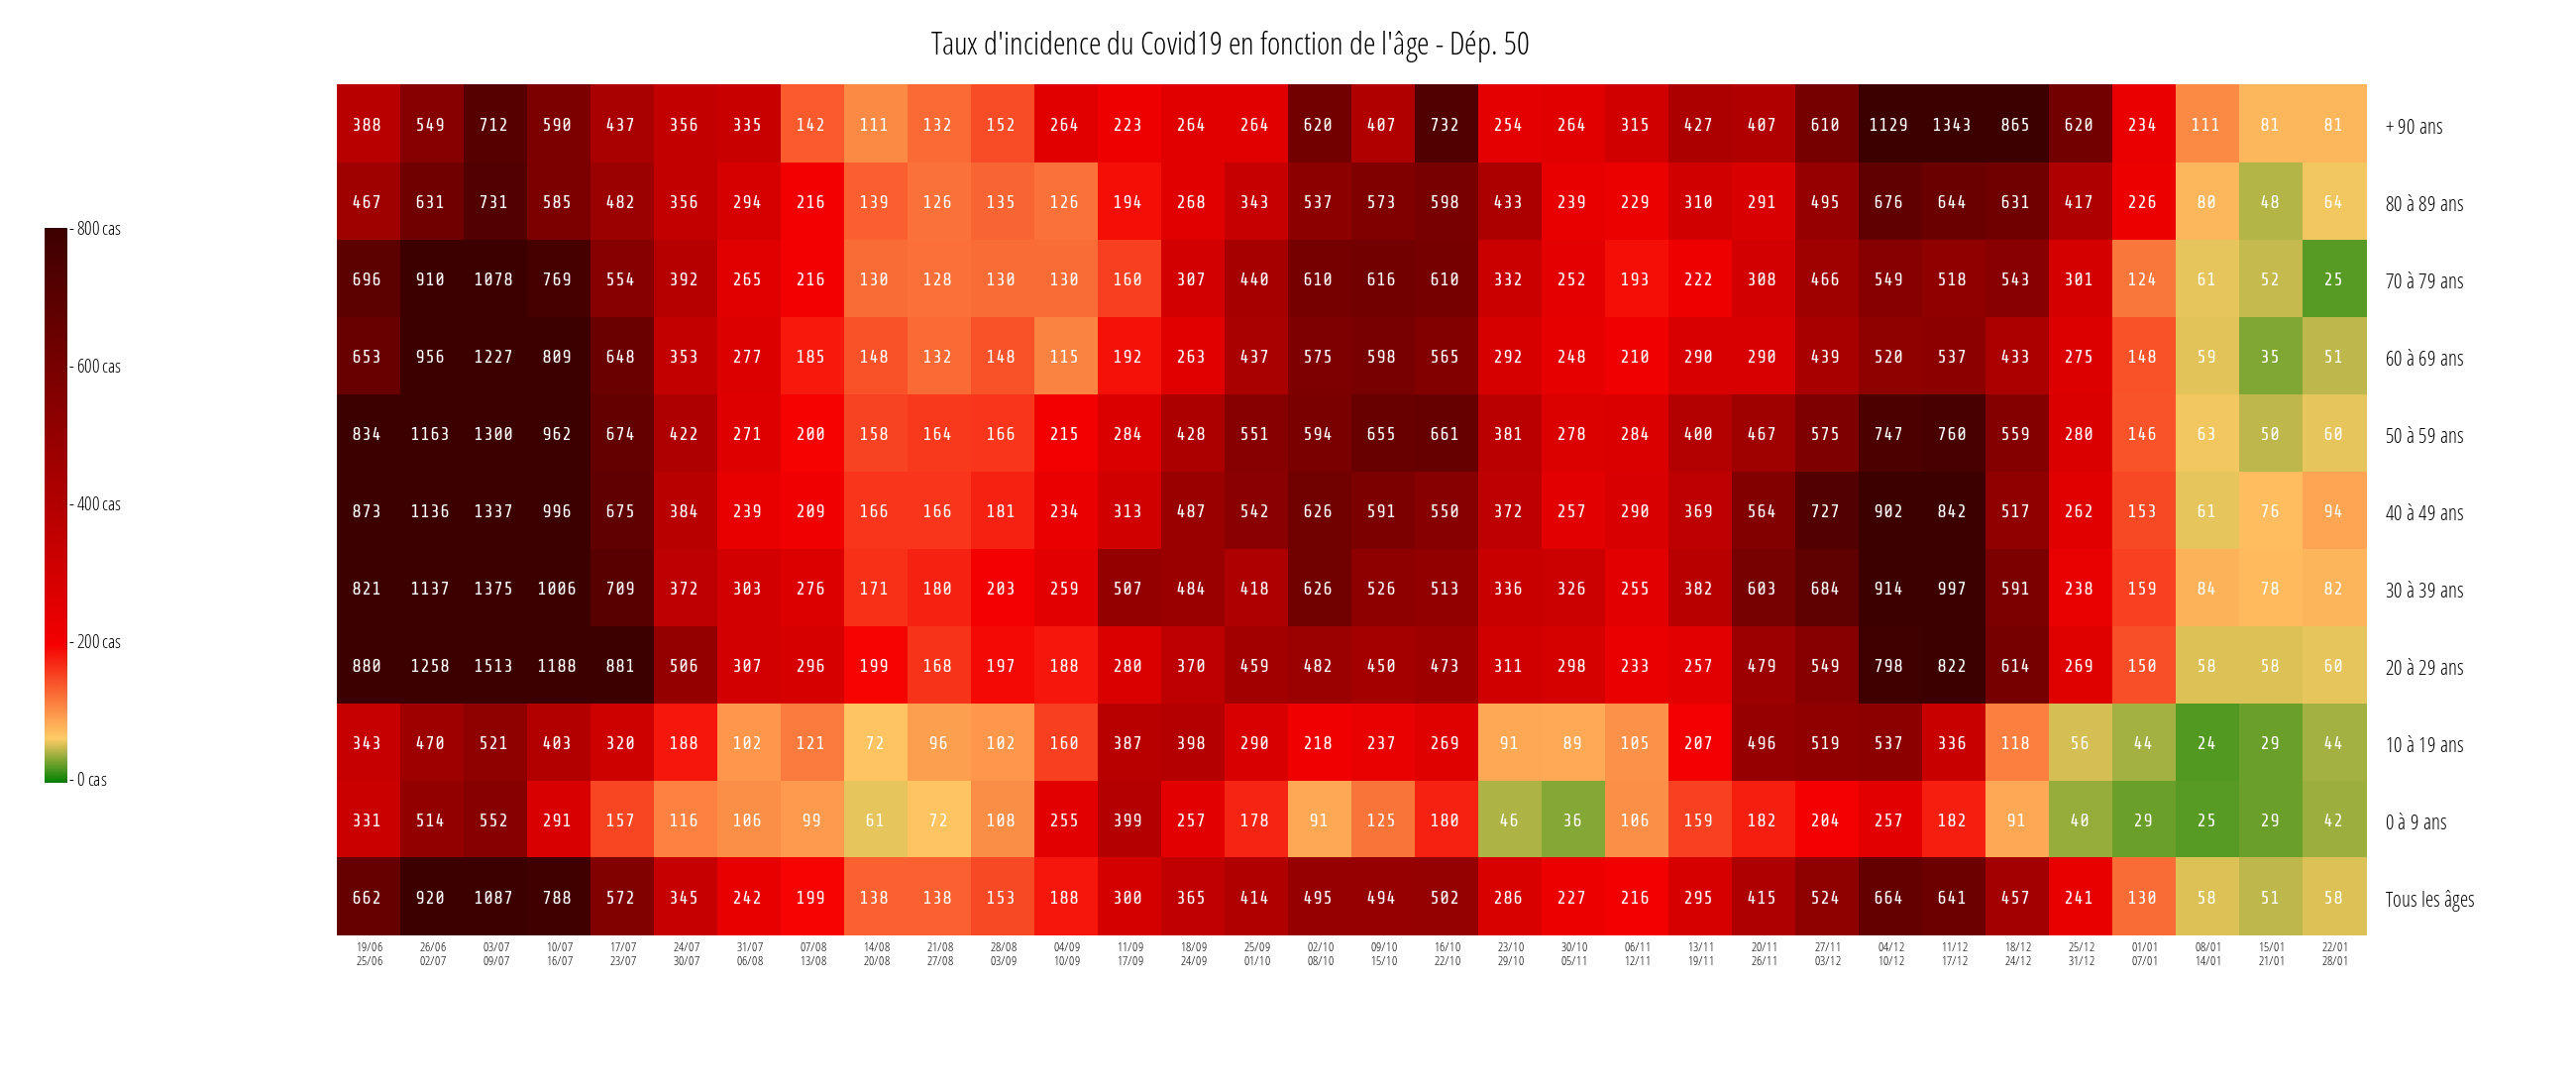 Taux d'incidence du Covid19 en fonction de l'âge - Dép. 50
388 549 712 590 437 356 335 142 111 132 152 264 223 264 264 620 407 732 254 264 315 427 407 610 1129 1343 865 620 234 111 81 81 + 90 ans
467 631 731 585 482 356 294 216 139 126 135 126 194 268 343 537 573 598 433 239 229 310 291 495 676 644 631 417 226 80 48 64 80 à 89 ans
- 800 cas
696 910 1078 769 554 392 265 216 130 128 130 130 160 307 440 610 616 610 332 252 193 222 308 466 549 518 543 301 124 61 52 25 70 à 79 ans
653 956 1227 809 648 353 277 185 148 132 148 115 192 263 437 575 598 565 292 248 210 290 290 439 520 537 433 275 148 59 35 51 60 à 69 ans
- 600 cas
834 1163 1300 962 674 422 271 200 158 164 166 215 284 428 551 594 655 661 381 278 284 400 467 575 747 760 559 280 146 63 50 60 50 à 59 ans
- 400 cas
873 1136 1337 996 675 384 239 209 166 166 181 234 313 487 542 626 591 550 372 257 290 369 564 727 902 842 517 262 153 61 76 94 40 à 49 ans
821 1137 1375 1006 709 372 303 276 171 180 203 259 507 484 418 626 526 513 336 326 255 382 603 684 914 997 591 238 159 84 78 82 30 à 39 ans
- 200 cas
880 1258 1513 1188 881 506 307 296 199 168 197 188 280 370 459 482 450 473 311 298 233 257 479 549 798 822 614 269 150 58 58 60 20 à 29 ans
343 470 521 403 320 188 102 121 72 96 102 160 387 398 290 218 237 269 91 89 105 207 496 519 537 336 118 56 44 24 29 44 10 à 19 ans
- 0 cas
331 514 552 291 157 116 106 99 61 72 108 255 399 257 178 91 125 180 46 36 106 159 182 204 257 182 91 40 29 25 29 42 0 à 9 ans
662 920 1087 788 572 345 242 199 138 138 153 188 300 365 414 495 494 502 286 227 216 295 415 524 664 641 457 241 130 58 51 58 Tous les âges
19/06 26/06 03/07 10/07 17/07 24/07 31/07 07/08 14/08 21/08 28/08 04/09 11/09 18/09 25/09 02/10 09/10 16/10 23/10 30/10 06/11 13/11 20/11 27/11 04/12 11/12 18/12 25/12 01/01 08/01 15/01 22/01
25/06 02/07 09/07 16/07 23/07 30/07 06/08 13/08 20/08 27/08 03/09 10/09 17/09 24/09 01/10 08/10 15/10 22/10 29/10 05/11 12/11 19/11 26/11 03/12 10/12 17/12 24/12 31/12 07/01 14/01 21/01 28/01